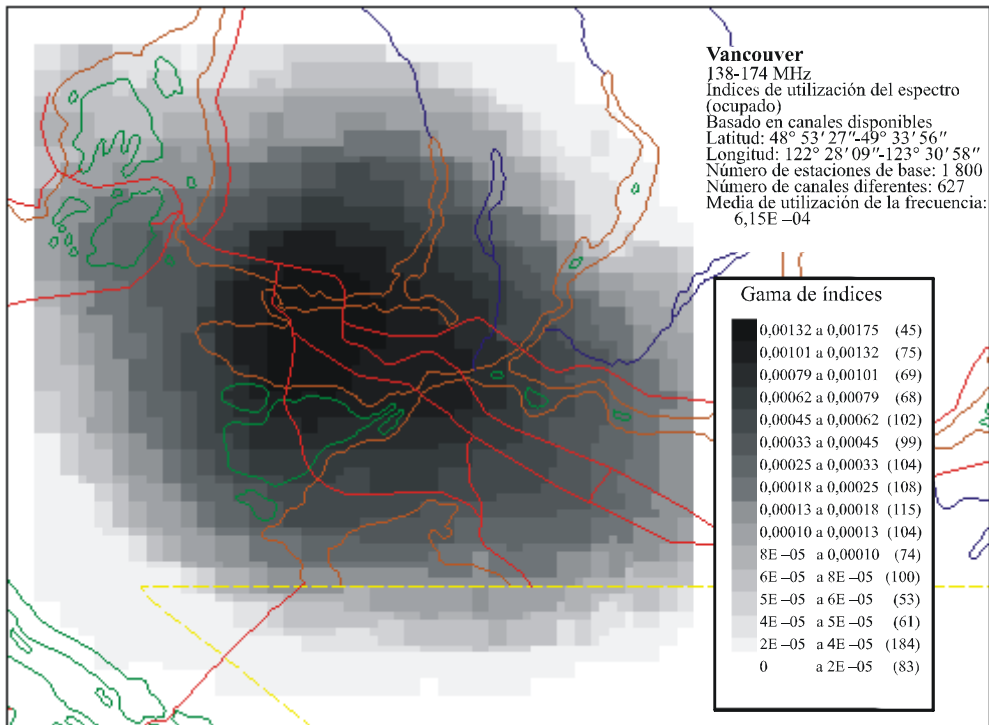 Vancouver
138-174 MHz
Índices de utilización del espectro
(ocupado)
Basado en canales disponibles
Latitud: 48° 53′ 27″-49° 33′ 56″
Longitud: 122° 28′ 09″-123° 30′ 58″
Número de estaciones de base: 1 800
Número de canales diferentes: 627
Media de utilización de la frecuencia:
6,15E –04
Gama de índices
0,00132 a 0,00175 (45)
0,00101 a 0,00132 (75)
0,00079 a 0,00101 (69)
0,00062 a 0,00079 (68)
0,00045 a 0,00062 (102)
0,00033 a 0,00045 (99)
0,00025 a 0,00033 (104)
0,00018 a 0,00025 (108)
0,00013 a 0,00018 (115)
0,00010 a 0,00013 (104)
8E –05 a 0,00010 (74)
6E –05 a 8E –05 (100)
5E –05 a 6E –05 (53)
4E –05 a 5E –05 (61)
2E –05 a 4E –05 (184)
0 a 2E –05 (83)